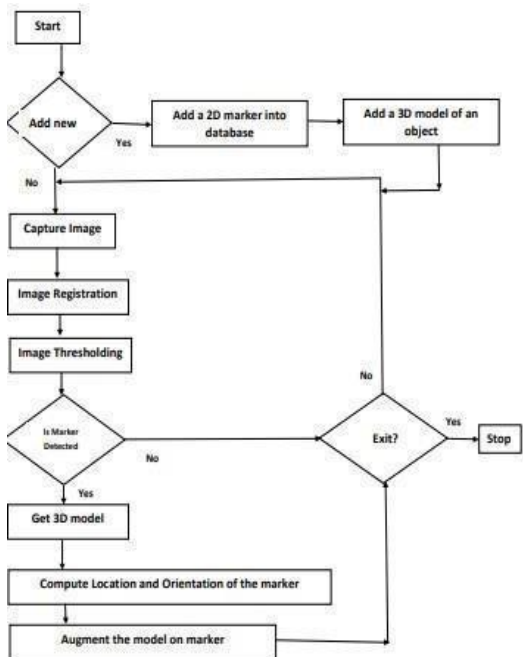 Start
Add new
Yes
Add a 2D marker into
database
Add a 3D model of an
object
No
Capture Image
Image Registration
Image Thresholding
No
Is Marker
Detected
No
Exit?
Yes
Stop
Yes
Get 3D model
Compute Location and Orientation of the marker
Augment the model on marker